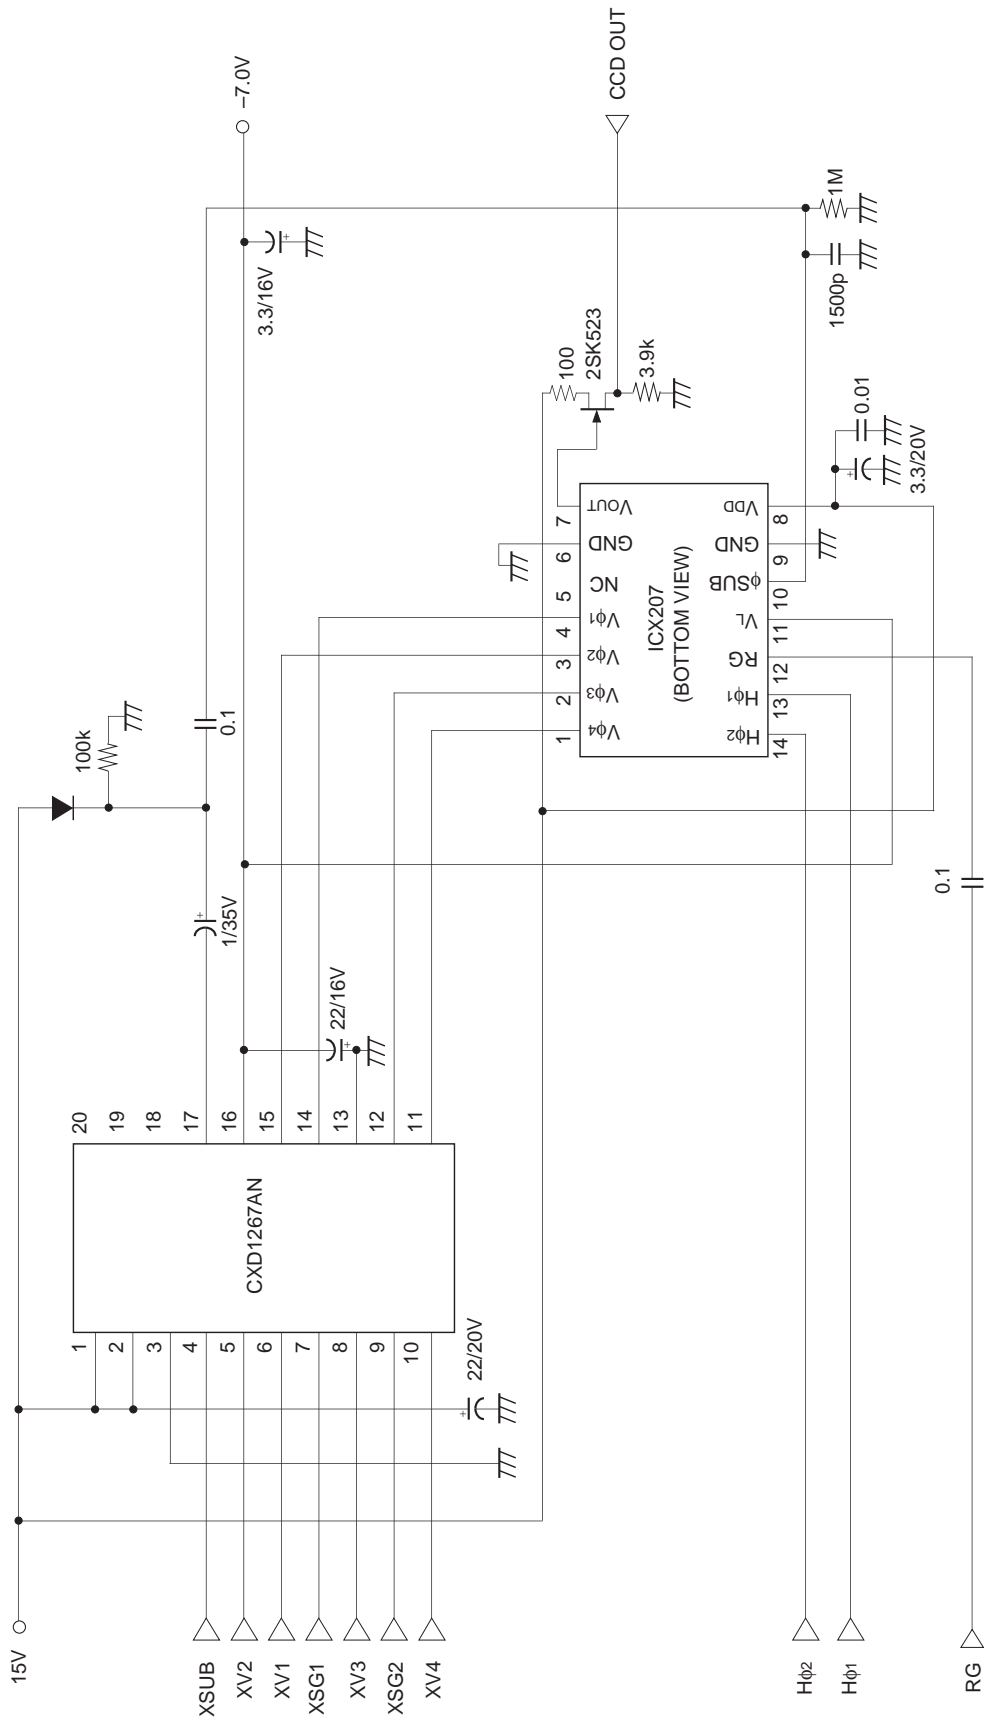 15V
XSUB
XV2
XV1
XSG1
XV3
XSG2
XV4
Hϕ2
Hϕ1
RG
22/20V
1
2
3
4
5
6
7
8
9
10
CXD1267AN
20
19
18
17
16
15
14
13
12
11
22/16V
+
1/35V
+
100k
0.1
–7.0V
3.3/16V
+
CCD OUT
100
2SK523
3.9k
1M
1500p
0.01
3.3/20V
+
ICX207
(BOTTOM VIEW)
1
2
3
4
5
6
7
Vϕ4
Vϕ3
Vϕ2
Vϕ1
NC
GND
VOUT
Hϕ2
Hϕ1
RG
VL
ϕSUB
GND
VDD
14
13
12
11
10
9
8
0.1
+